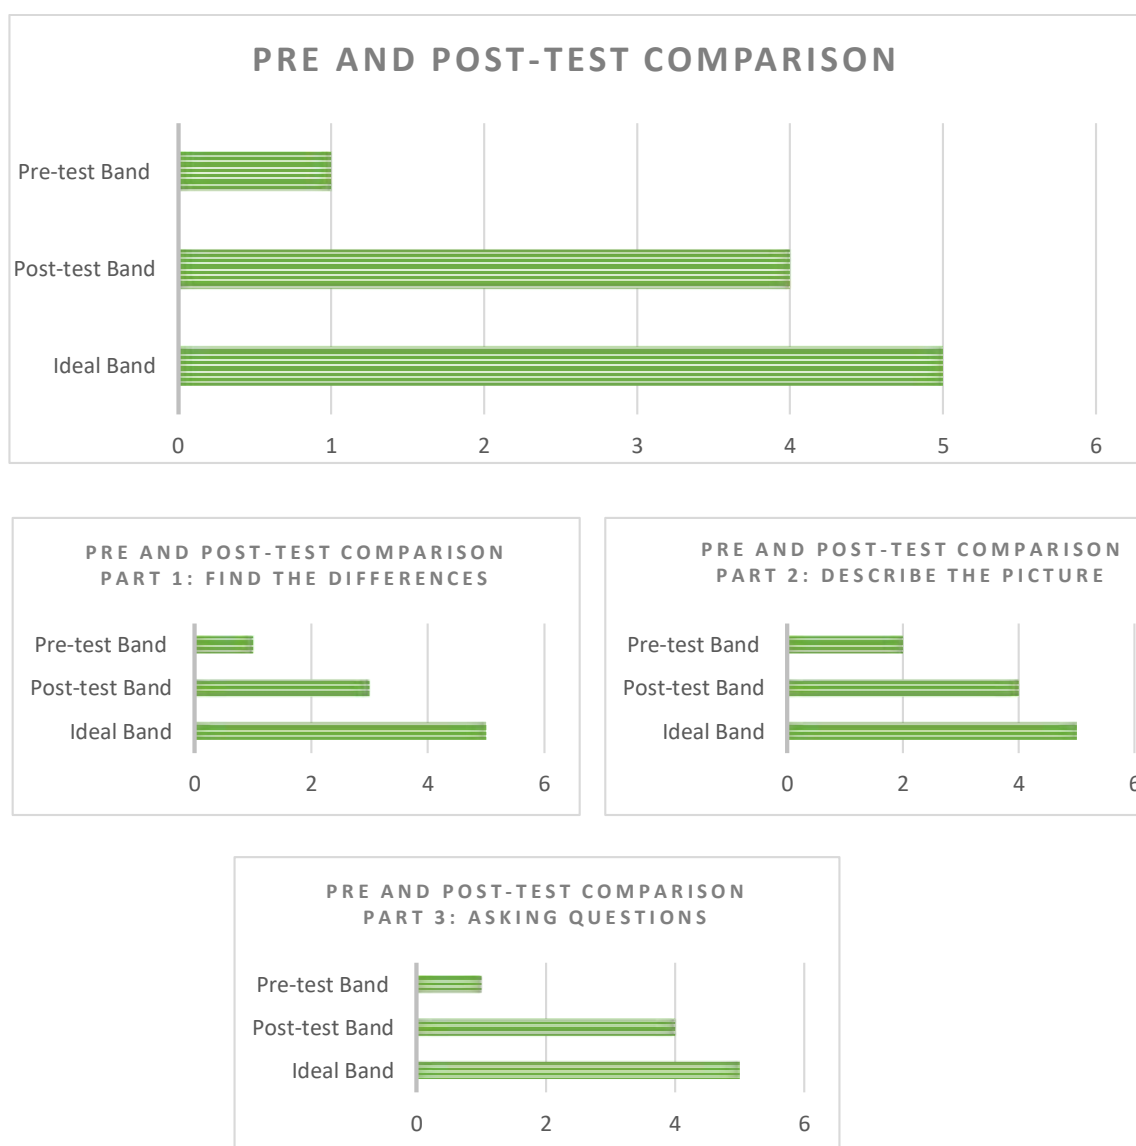 PRE AND POST-TEST COMPARISON
Pre-test Band
Post-test Band
Ideal Band
0 1 2 3 4 5 6
PRE AND POST-TEST COMPARISON
PART 1: FIND THE DIFFERENCES
Pre-test Band
Post-test Band
Ideal Band
0 2 4 6
PRE AND POST-TEST COMPARISON
PART 2: DESCRIBE THE PICTURE
Pre-test Band
Post-test Band
Ideal Band
0 2 4 6
PRE AND POST-TEST COMPARISON
PART 3: ASKING QUESTIONS
Pre-test Band
Post-test Band
Ideal Band
0 2 4 6